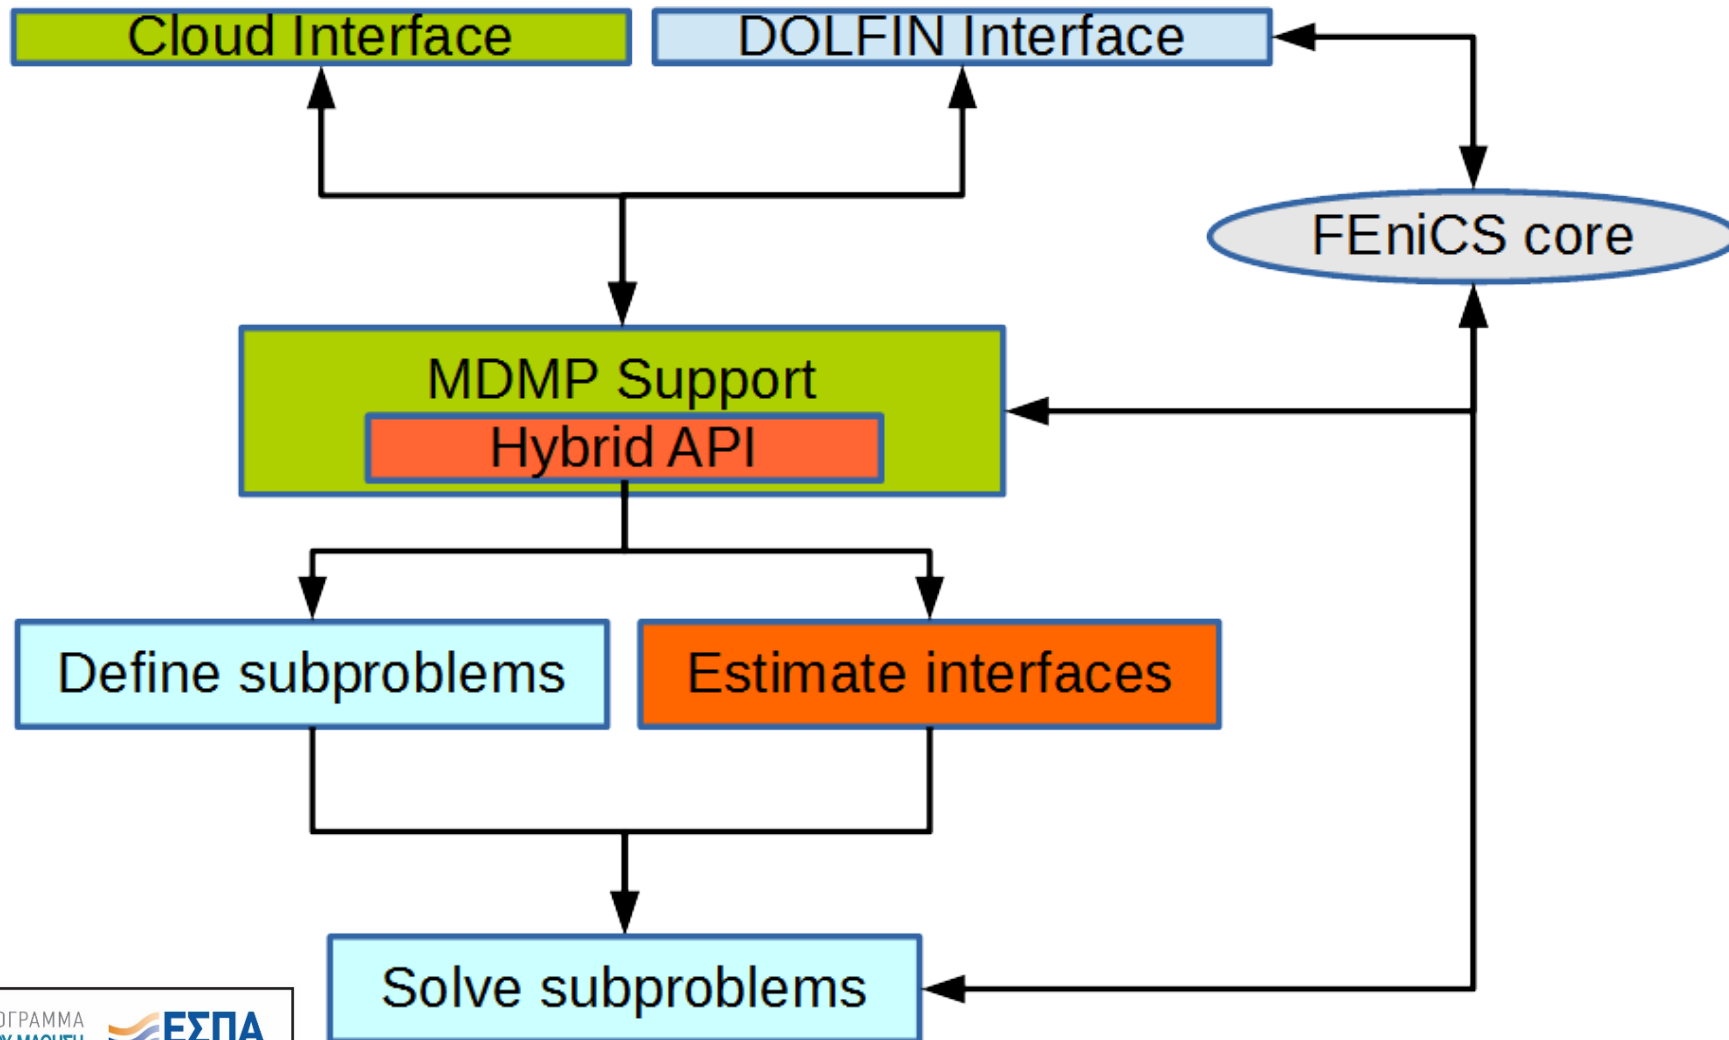 Cloud Interface
DOLFIN Interface
FEniCS core
MDMP Support
Hybrid API
Define subproblems
Estimate interfaces
Solve subproblems
ΕΣΠΑ